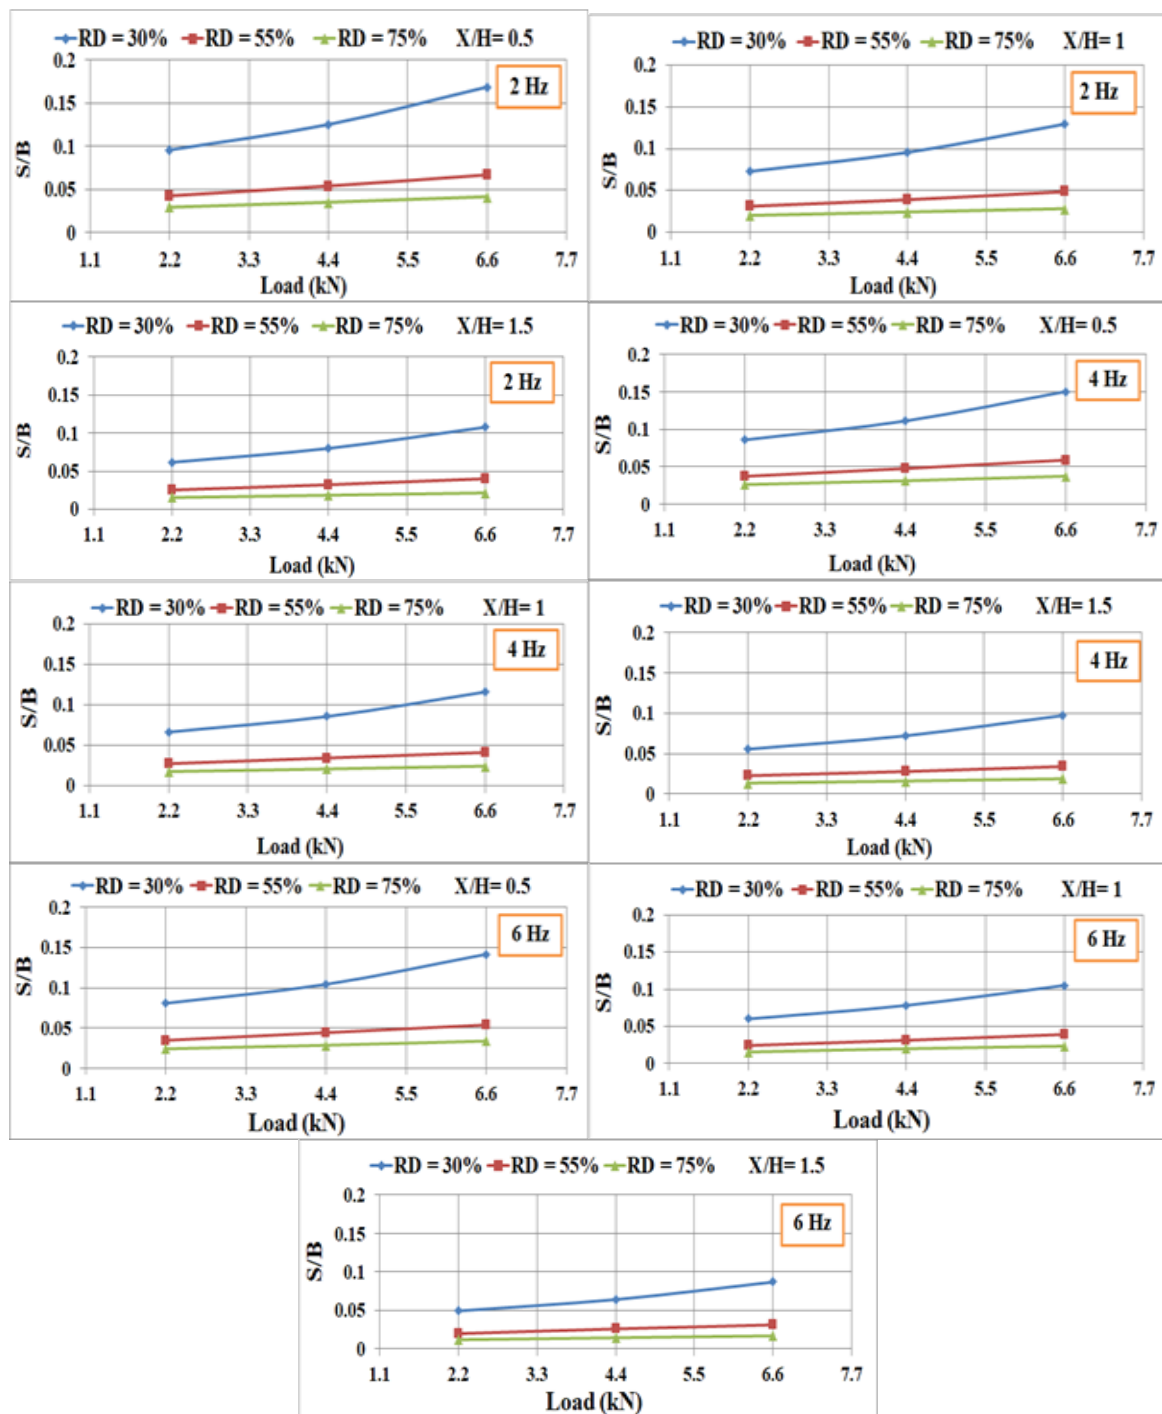 RD = 30% RD = 55% RD = 75% X/H= 0.5
2 Hz
S/B
0.2
0.15
0.1
0.05
0
1.1 2.2 3.3 4.4 5.5 6.6 7.7
Load (kN)
RD = 30% RD = 55% RD = 75% X/H= 1
2 Hz
S/B
0.2
0.15
0.1
0.05
0
1.1 2.2 3.3 4.4 5.5 6.6 7.7
Load (kN)
RD = 30% RD = 55% RD = 75% X/H= 1.5
2 Hz
S/B
0.2
0.15
0.1
0.05
0
1.1 2.2 3.3 4.4 5.5 6.6 7.7
Load (kN)
RD = 30% RD = 55% RD = 75% X/H= 0.5
4 Hz
S/B
0.2
0.15
0.1
0.05
0
1.1 2.2 3.3 4.4 5.5 6.6 7.7
Load (kN)
RD = 30% RD = 55% RD = 75% X/H= 1
4 Hz
S/B
0.2
0.15
0.1
0.05
0
1.1 2.2 3.3 4.4 5.5 6.6 7.7
Load (kN)
RD = 30% RD = 55% RD = 75% X/H= 1.5
4 Hz
S/B
0.2
0.15
0.1
0.05
0
1.1 2.2 3.3 4.4 5.5 6.6 7.7
Load (kN)
RD = 30% RD = 55% RD = 75% X/H= 0.5
6 Hz
S/B
0.2
0.15
0.1
0.05
0
1.1 2.2 3.3 4.4 5.5 6.6 7.7
Load (kN)
RD = 30% RD = 55% RD = 75% X/H= 1
6 Hz
S/B
0.2
0.15
0.1
0.05
0
1.1 2.2 3.3 4.4 5.5 6.6 7.7
Load (kN)
RD = 30% RD = 55% RD = 75% X/H= 1.5
6 Hz
S/B
0.2
0.15
0.1
0.05
0
1.1 2.2 3.3 4.4 5.5 6.6 7.7
Load (kN)